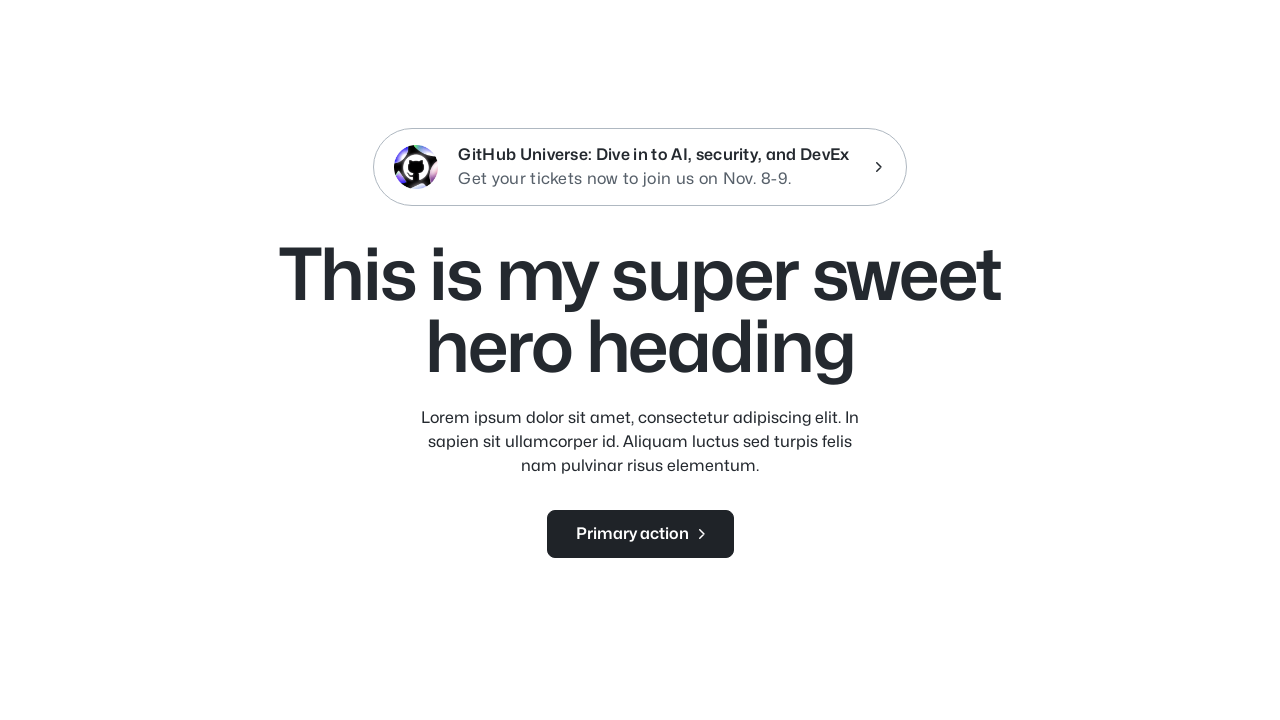 GitHub Universe: Dive in to AI, security, and DevEx
Get your tickets now to join us on Nov. 8-9.
This is my super sweet
hero heading
Lorem ipsum dolor sit amet, consectetur adipiscing elit. In
sapien sit ullamcorper id. Aliquam luctus sed turpis felis
nam pulvinar risus elementum.
Primary action